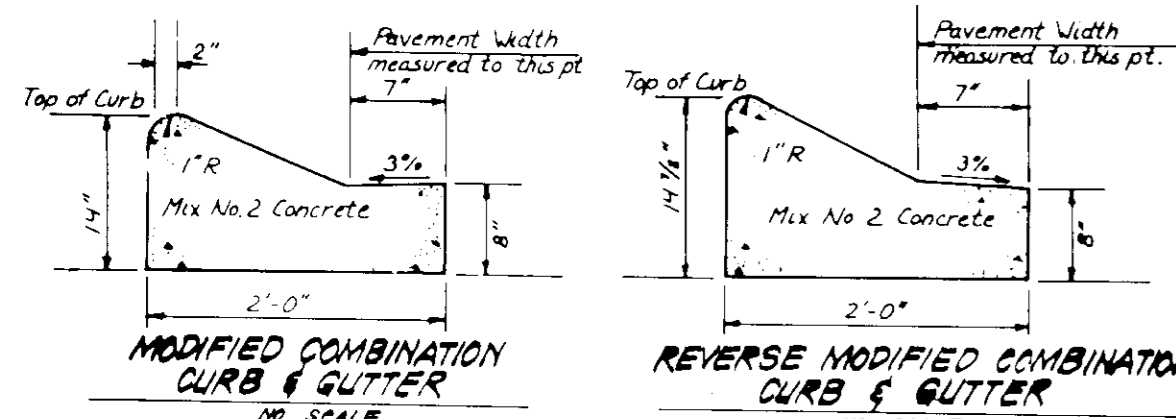 2"
Pavement Width
measured to this pt
7"
Top of Curb
1"R
3%
14"
Mix No. 2 Concrete
8"
2'-0"
MODIFIED COMBINATION
CURB & GUTTER
NO SCALE
Pavement Width
measured to this pt.
7"
Top of Curb
1"R
3%
14 7/8"
Mix No 2 Concrete
8"
2'-0"
REVERSE MODIFIED COMBINATION
CURB & GUTTER